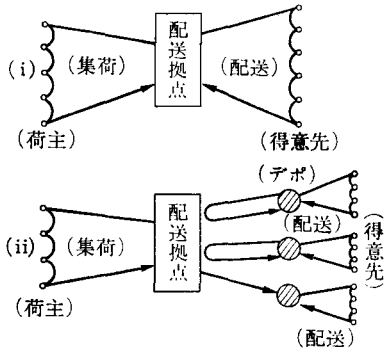 (i)
(集荷)
配送拠点
(配送)
(荷主)
(得意先)
(ii)
(集荷)
配送拠点
(デポ)
(配送)
(得意先)
(荷主)
(配送)